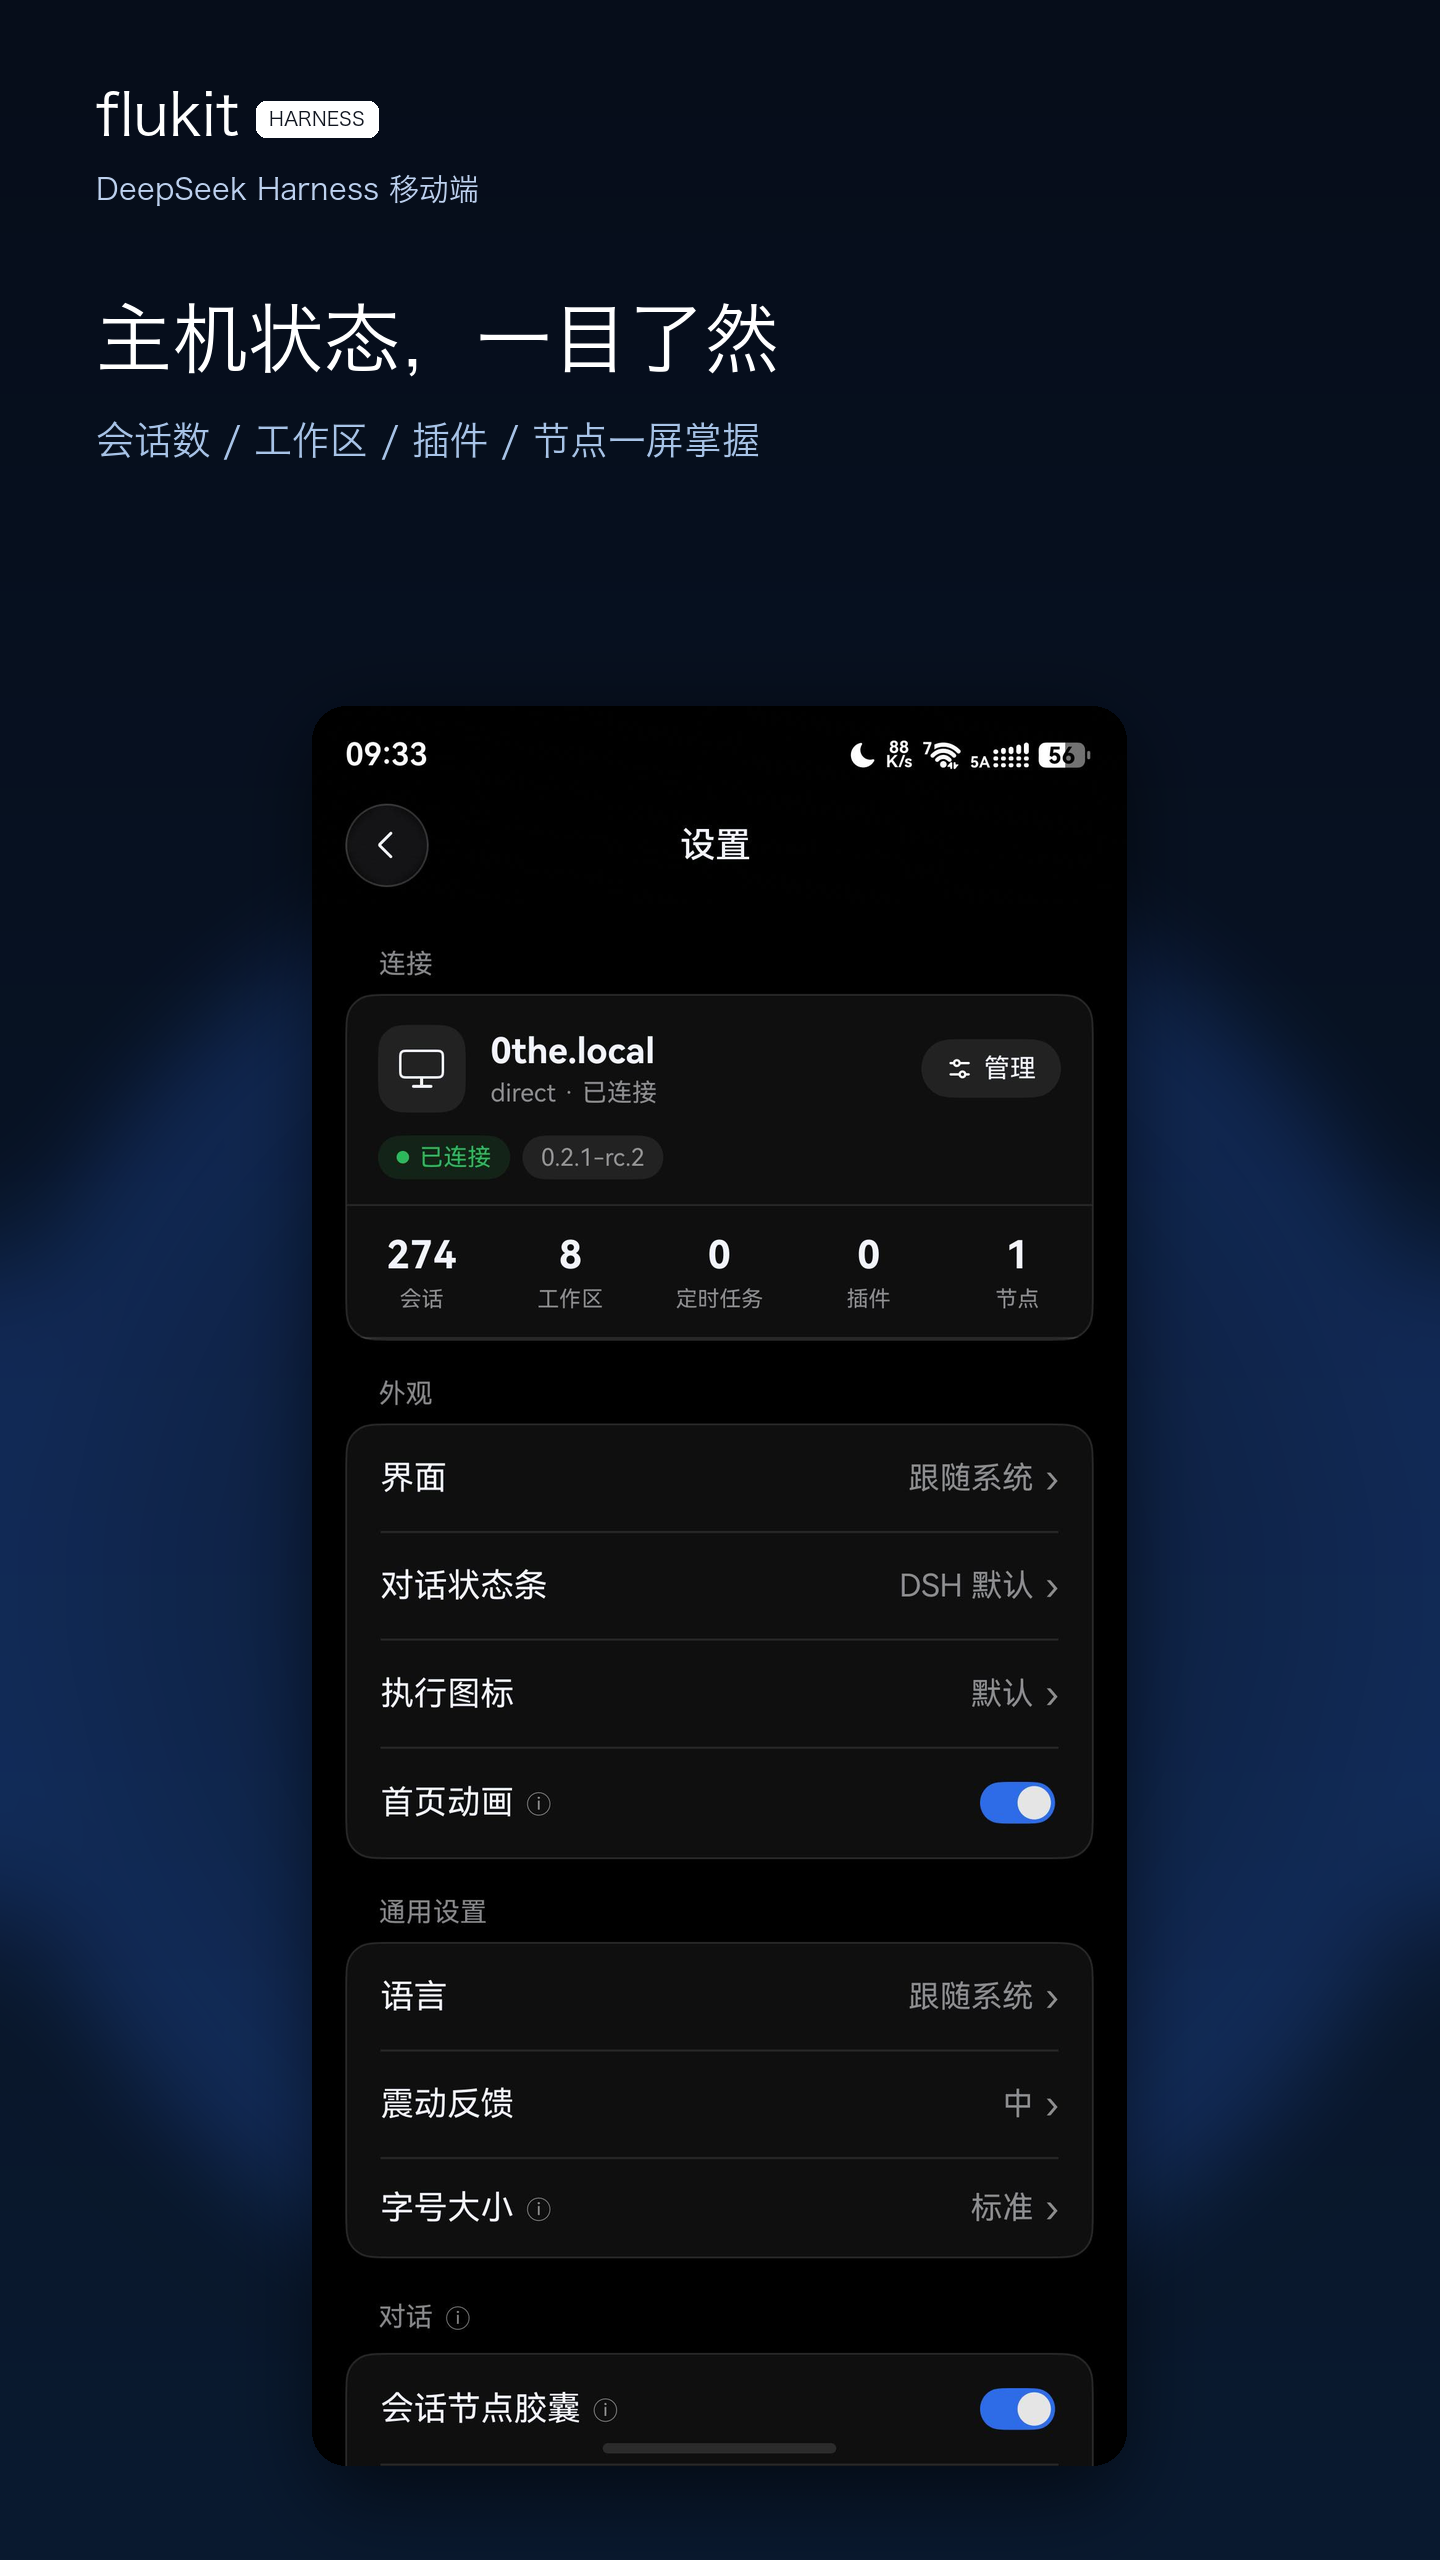 flukit HARNESS
DeepSeek Harness 移动端
主机状态，一目了然
会话数 / 工作区 / 插件 / 节点一屏掌握
09:33 88 K/s 7 5A 56
设置
连接
0the.local
direct · 已连接
管理
已连接 0.2.1-rc.2
274 8 0 0 1
会话 工作区 定时任务 插件 节点
外观
界面 跟随系统
对话状态条 DSH 默认
执行图标 默认
首页动画
通用设置
语言 跟随系统
震动反馈 中
字号大小 标准
对话
会话节点胶囊